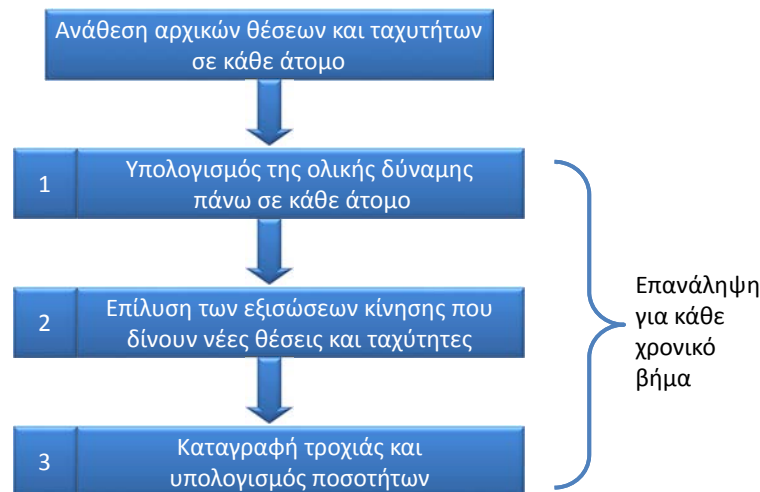 Ανάθεση αρχικών θέσεων και ταχυτήτων
σε κάθε άτομο
1
Υπολογισμός της ολικής δύναμης
πάνω σε κάθε άτομο
2
Επίλυση των εξισώσεων κίνησης που
δίνουν νέες θέσεις και ταχύτητες
3
Καταγραφή τροχιάς και
υπολογισμός ποσοτήτων
Επανάληψη
για κάθε
χρονικό
βήμα